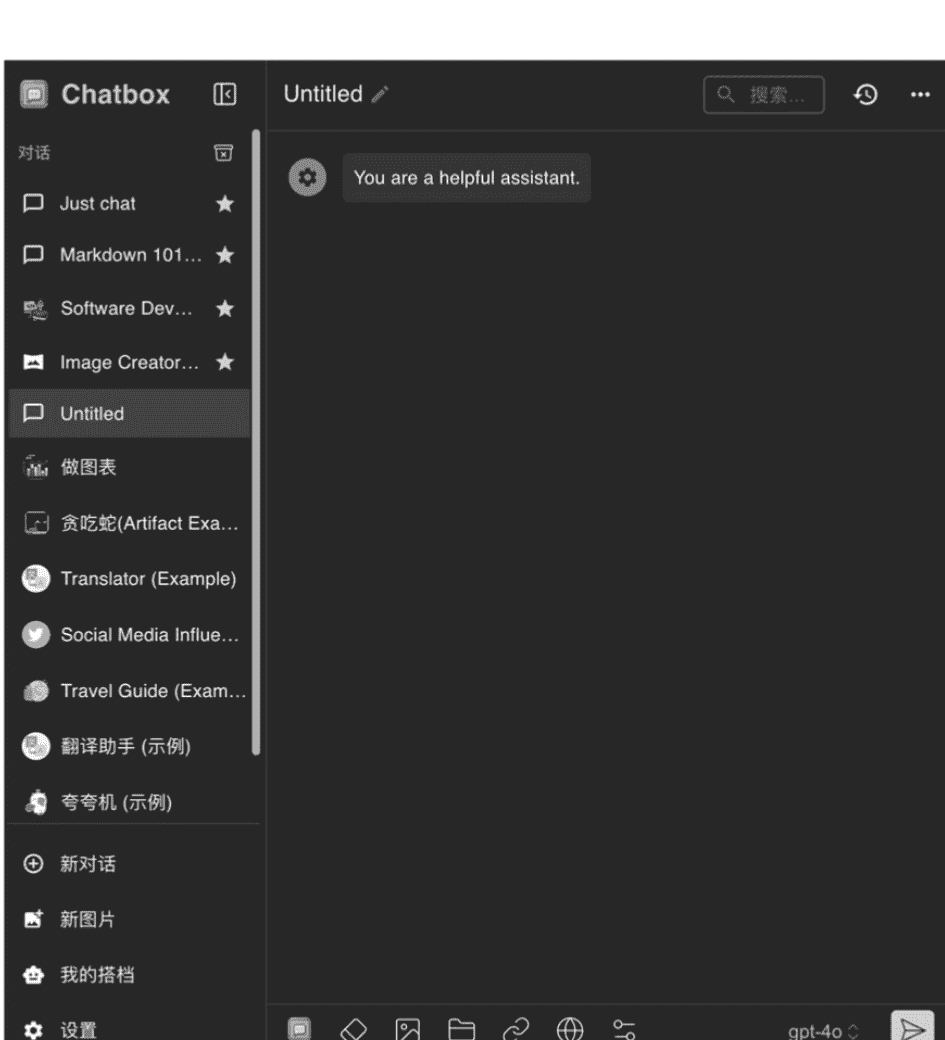 Chatbox
对话
Just chat
Markdown 101...
Software Dev...
Image Creator...
Untitled
做图表
贪吃蛇(Artifact Exa...
Translator (Example)
Social Media Influe...
Travel Guide (Exam...
翻译助手 (示例)
夸夸机 (示例)
新对话
新图片
我的搭档
设置
Untitled
搜索...
You are a helpful assistant.
gpt-4o